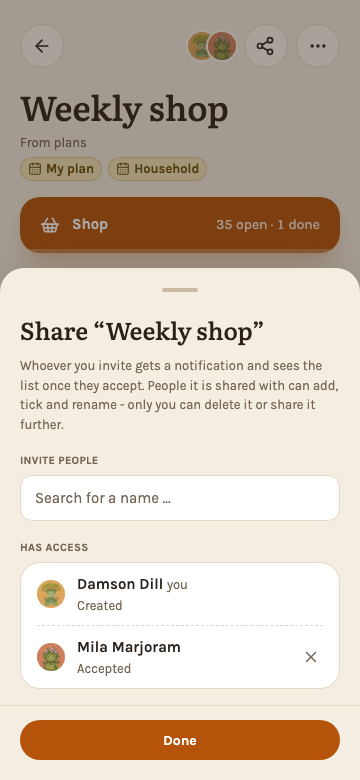 Weekly shop
From plans
My plan
Household
Shop
35 open · 1 done
Share “Weekly shop”
Whoever you invite gets a notification and sees the
list once they accept. People it is shared with can add,
tick and rename - only you can delete it or share it
further.
INVITE PEOPLE
Search for a name ...
HAS ACCESS
Damson Dill you
Created
Mila Marjoram
Accepted
Done